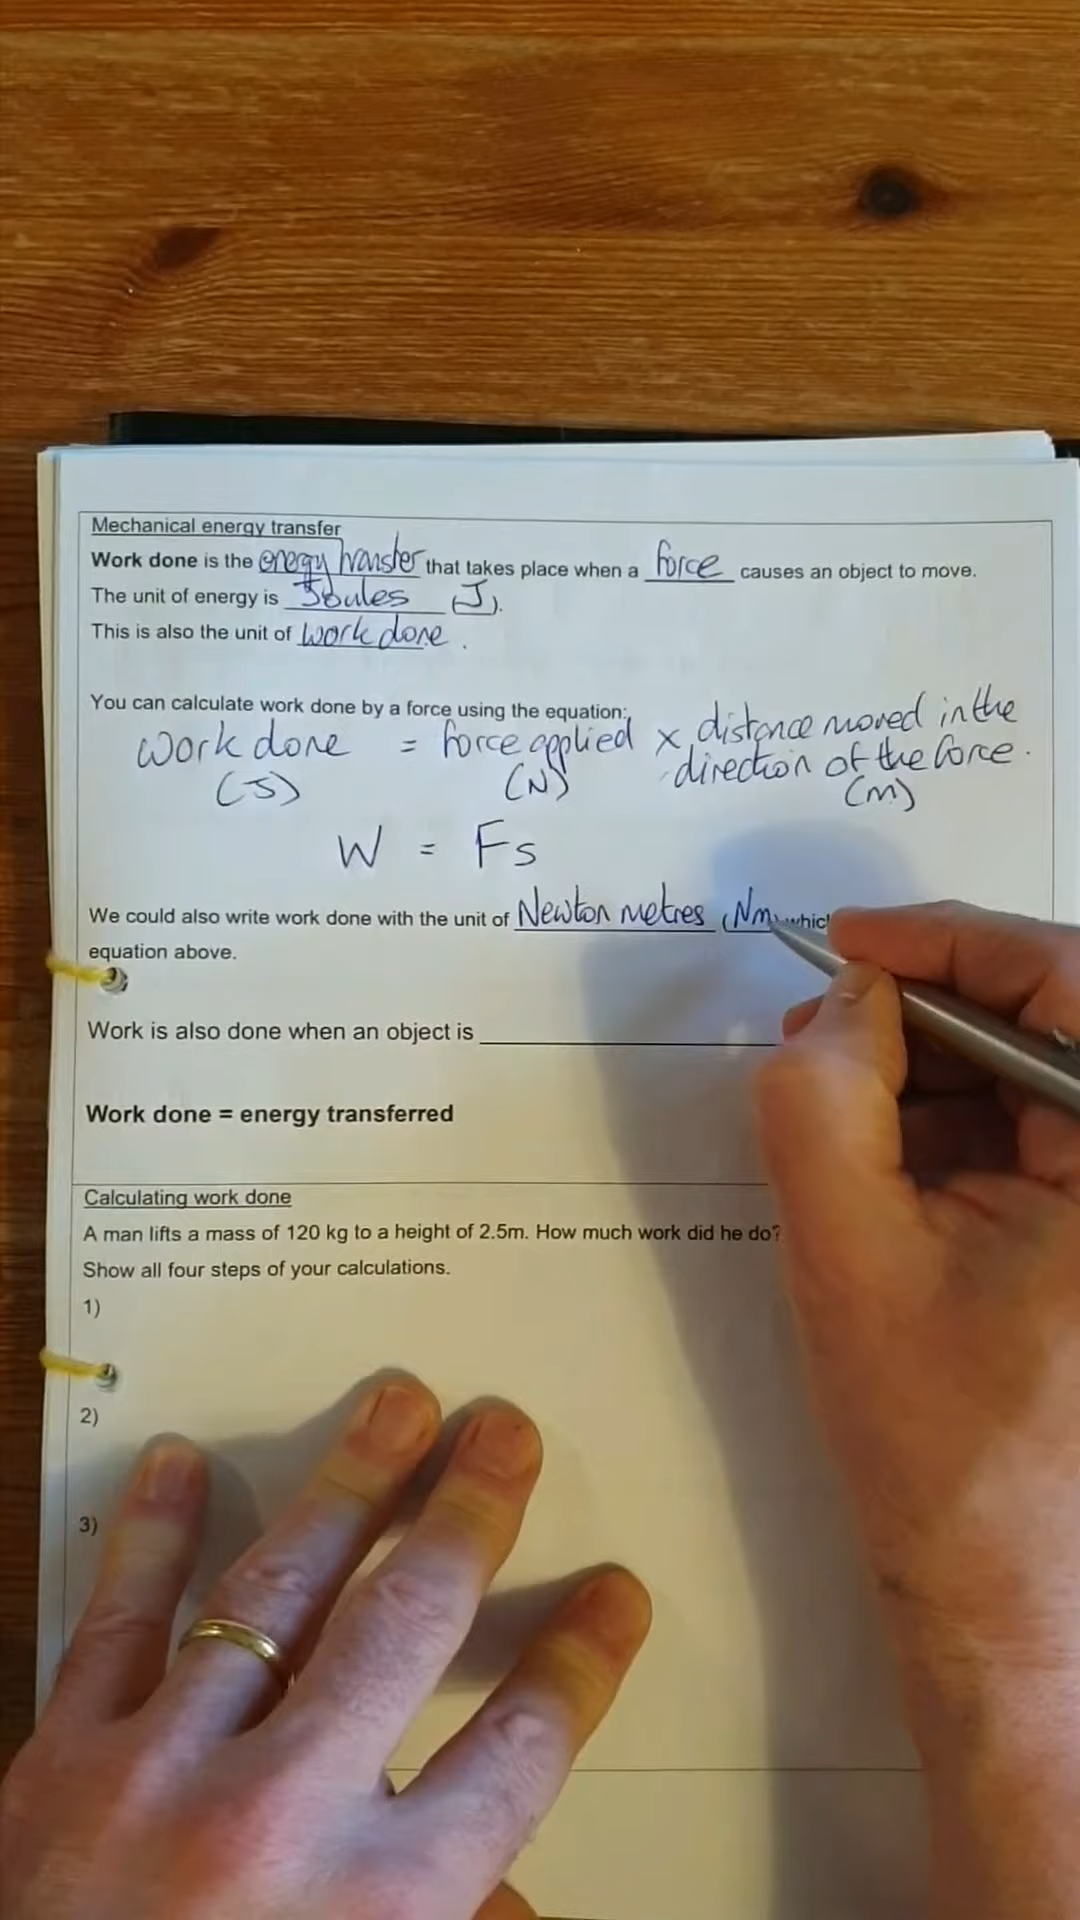 Mechanical energy transfer
Work done is the energy transfer that takes place when a force causes an object to move.
The unit of energy is Joules (J).
This is also the unit of work done.
You can calculate work done by a force using the equation:
work done = force applied × distance moved in the
direction of the force.
(J) (N) (m)
W = Fs
We could also write work done with the unit of Newton metres (Nm)
equation above.
Work is also done when an object is
Work done = energy transferred
Calculating work done
A man lifts a mass of 120 kg to a height of 2.5m. How much work did he do?
Show all four steps of your calculations.
1)
2)
3)